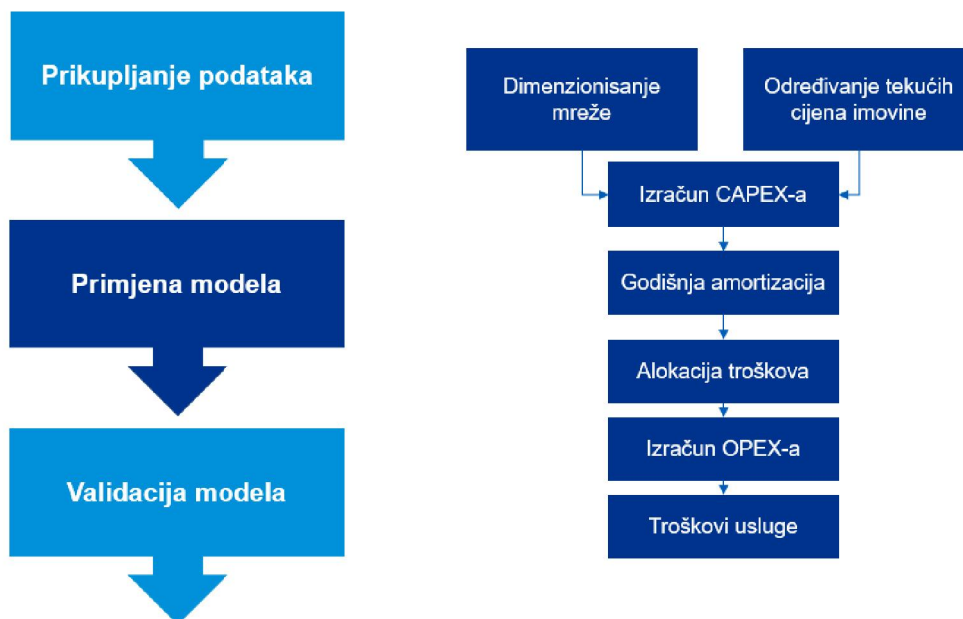 Prikupljanje podataka
Primjena modela
Validacija modela
Dimenzionisanje
mreže
Određivanje tekućih
cijena imovine
Izračun CAPEX-a
Godišnja amortizacija
Alokacija troškova
Izračun OPEX-a
Troškovi usluge